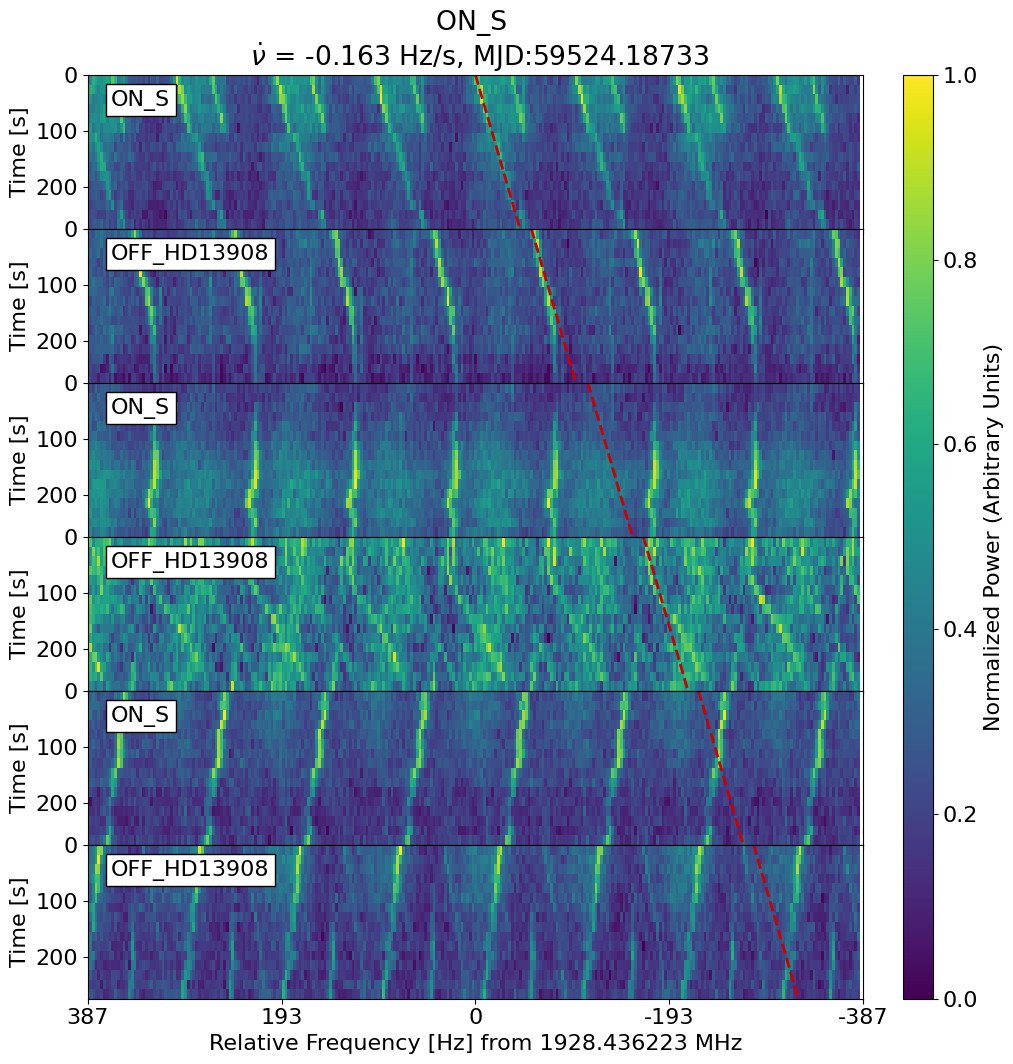 ON_S
ν̇ = -0.163 Hz/s, MJD:59524.18733
0
ON_S
100
Time [s]
200
0
OFF_HD13908
100
Time [s]
200
0
ON_S
100
Time [s]
200
0
OFF_HD13908
100
Time [s]
200
0
ON_S
100
Time [s]
200
0
OFF_HD13908
100
Time [s]
200
387
193
0
-193
-387
Relative Frequency [Hz] from 1928.436223 MHz
1.0
0.8
0.6
0.4
0.2
0.0
Normalized Power (Arbitrary Units)